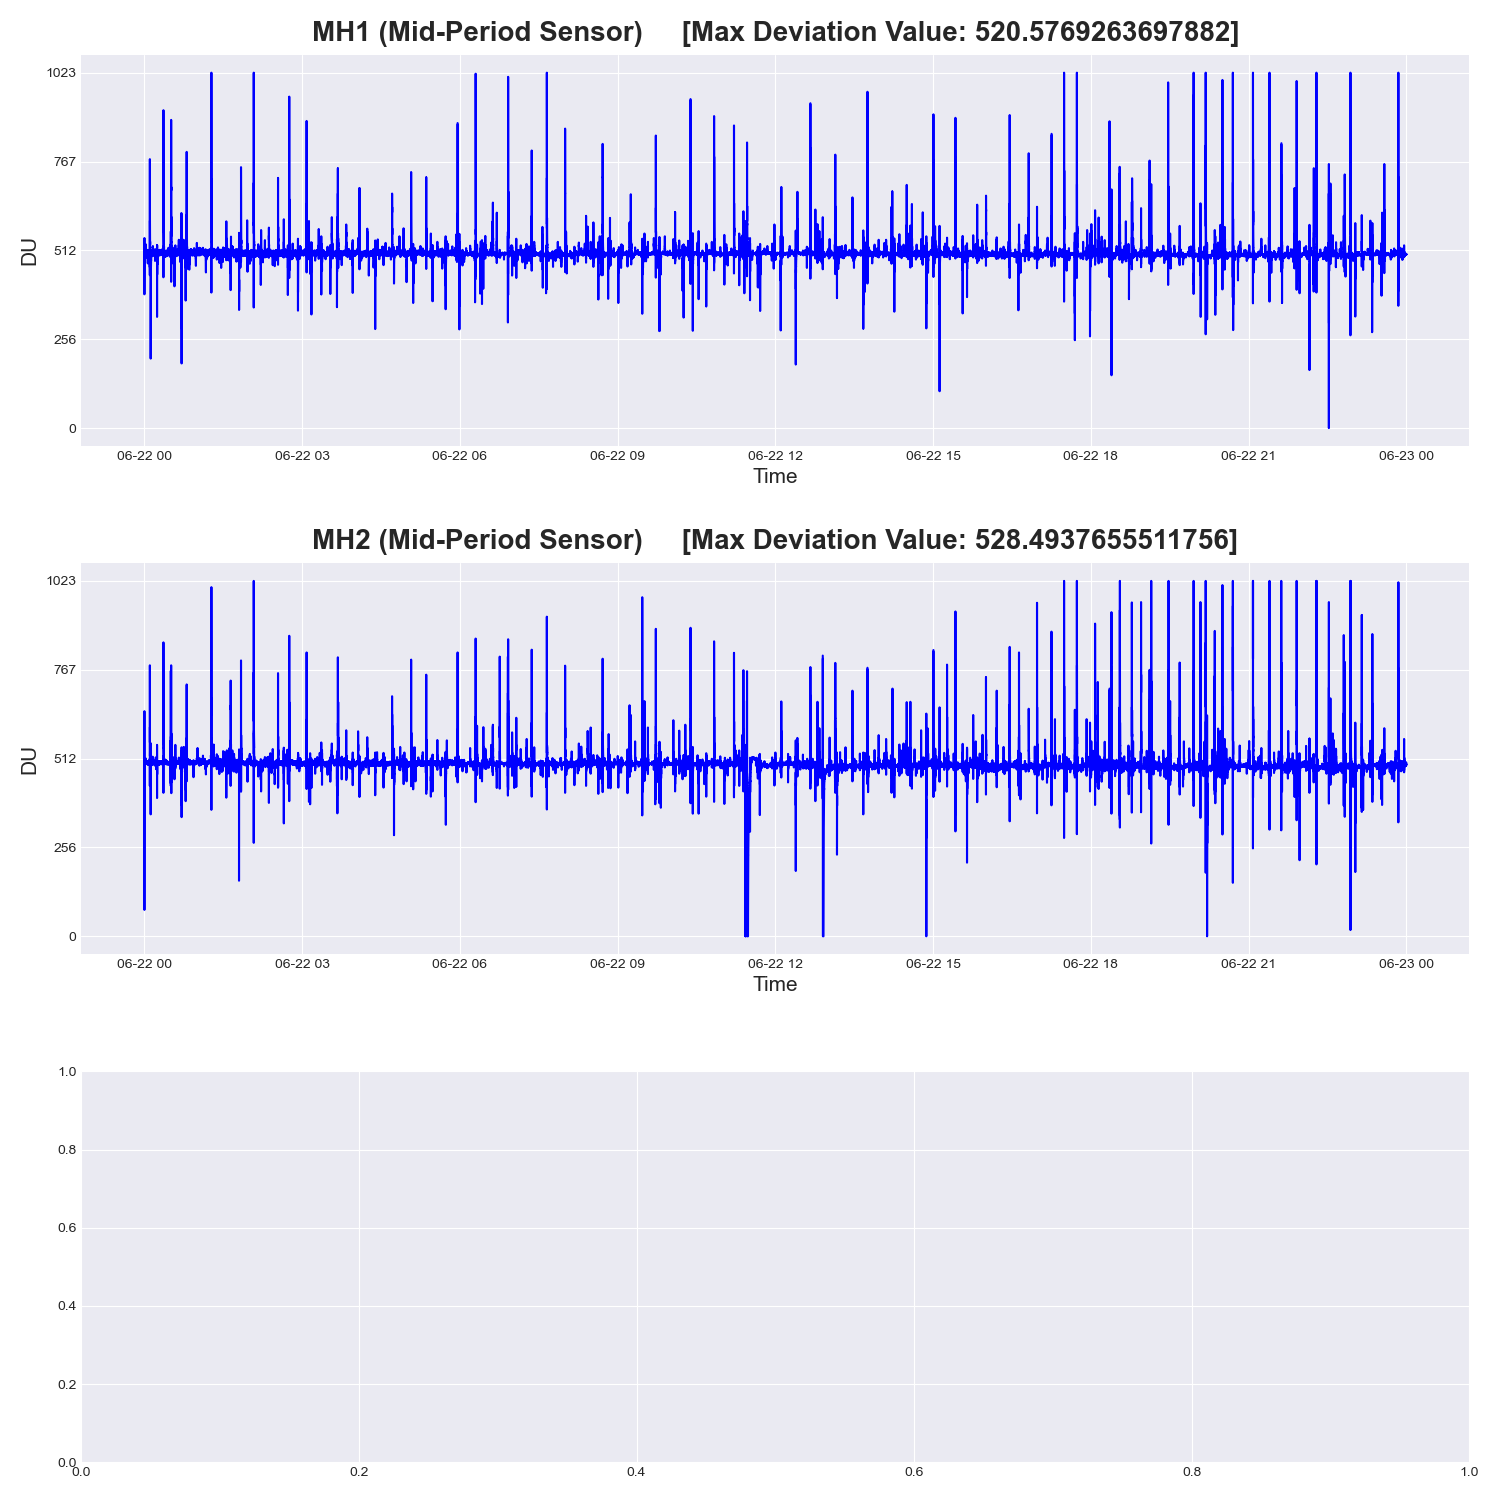 MH1 (Mid-Period Sensor) [Max Deviation Value: 520.5769263697882]
1023
767
512
256
0
DU
06-22 00 06-22 03 06-22 06 06-22 09 06-22 12 06-22 15 06-22 18 06-22 21 06-23 00
Time
MH2 (Mid-Period Sensor) [Max Deviation Value: 528.4937655511756]
1023
767
512
256
0
DU
06-22 00 06-22 03 06-22 06 06-22 09 06-22 12 06-22 15 06-22 18 06-22 21 06-23 00
Time
1.0
0.8
0.6
0.4
0.2
0.0
0.0 0.2 0.4 0.6 0.8 1.0